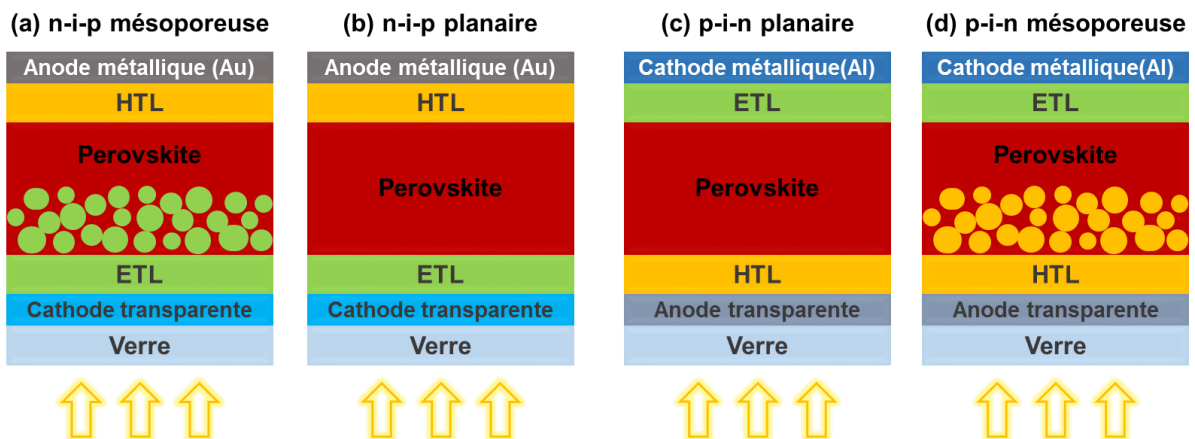 (a) n-i-p mésoporeuse
Anode métallique (Au)
HTL
Perovskite
ETL
Cathode transparente
Verre
(b) n-i-p planaire
Anode métallique (Au)
HTL
Perovskite
ETL
Cathode transparente
Verre
(c) p-i-n planaire
Cathode métallique(Al)
ETL
Perovskite
HTL
Anode transparente
Verre
(d) p-i-n mésoporeuse
Cathode métallique(Al)
ETL
Perovskite
HTL
Anode transparente
Verre